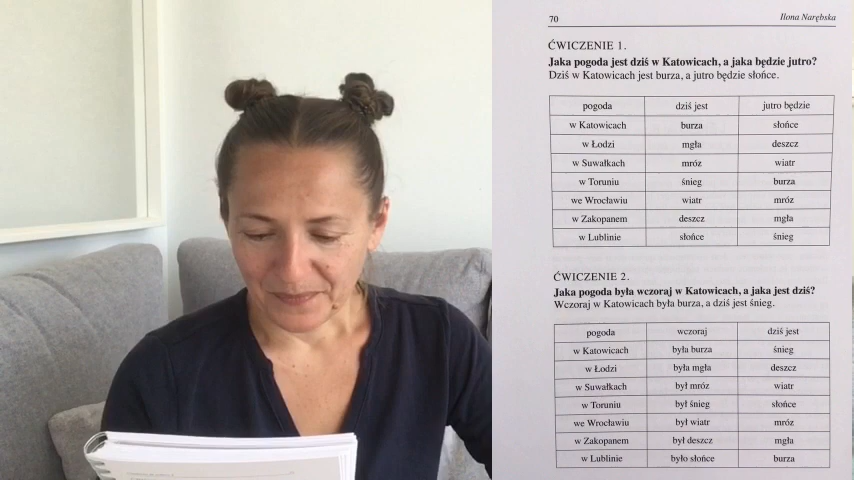 70 Ilona Narębska
ĆWICZENIE 1.
Jaka pogoda jest dziś w Katowicach, a jaka będzie jutro?
Dziś w Katowicach jest burza, a jutro będzie słońce.
pogoda dziś jest jutro będzie
w Katowicach burza słońce
w Łodzi mgła deszcz
w Suwałkach mróz wiatr
w Toruniu śnieg burza
we Wrocławiu wiatr mróz
w Zakopanem deszcz mgła
w Lublinie słońce śnieg
ĆWICZENIE 2.
Jaka pogoda była wczoraj w Katowicach, a jaka jest dziś?
Wczoraj w Katowicach była burza, a dziś jest śnieg.
pogoda wczoraj dziś jest
w Katowicach była burza śnieg
w Łodzi była mgła deszcz
w Suwałkach był mróz wiatr
w Toruniu był śnieg słońce
we Wrocławiu był wiatr mróz
w Zakopanem był deszcz mgła
w Lublinie było słońce burza